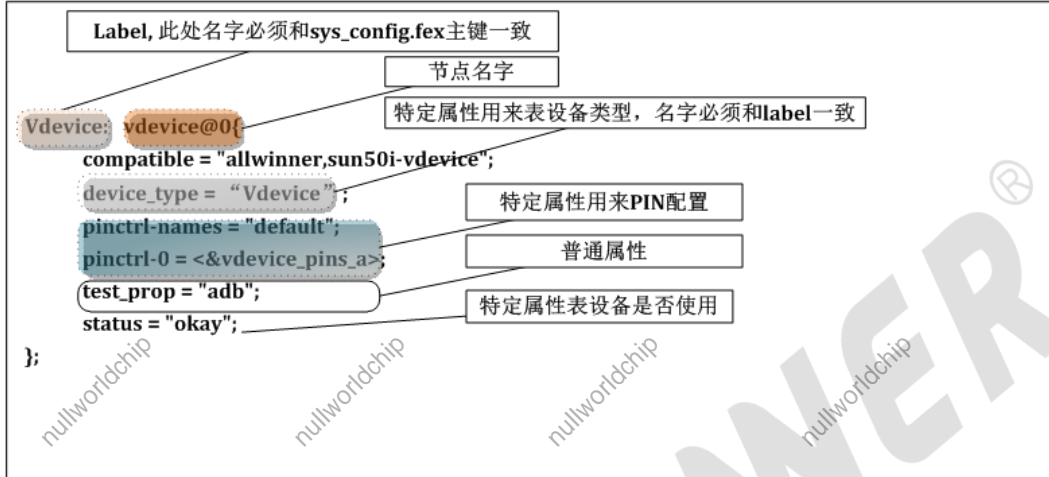 Label, 此处名字必须和sys_config.fex主键一致
节点名字
特定属性用来表设备类型，名字必须和label一致
Vdevice: vdevice@0{
compatible = "allwinner,sun50i-vdevice";
device_type = “Vdevice”;
特定属性用来PIN配置
pinctrl-names = "default";
普通属性
pinctrl-0 = <&vdevice_pins_a>;
test_prop = "adb";
特定属性表设备是否使用
status = "okay";
};
nullworldchip nullworldchip nullworldchip nullworldchip
NER®